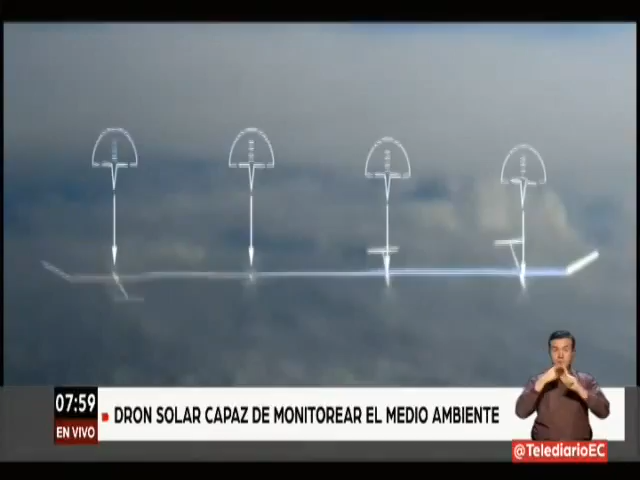 07:59
EN VIVO
DRON SOLAR CAPAZ DE MONITOREAR EL MEDIO AMBIENTE
@TelediarioEC